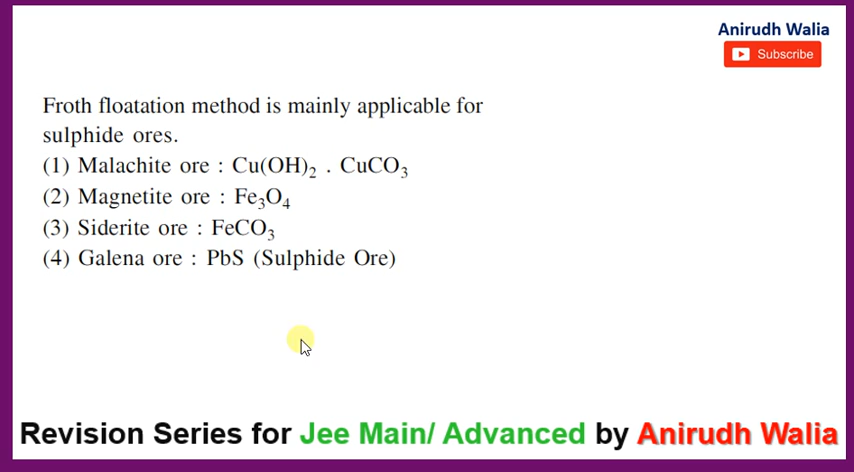 Anirudh Walia
Subscribe
Froth floatation method is mainly applicable for
sulphide ores.
(1) Malachite ore : Cu(OH)₂ . CuCO₃
(2) Magnetite ore : Fe₃O₄
(3) Siderite ore : FeCO₃
(4) Galena ore : PbS (Sulphide Ore)
Revision Series for Jee Main/ Advanced by Anirudh Walia